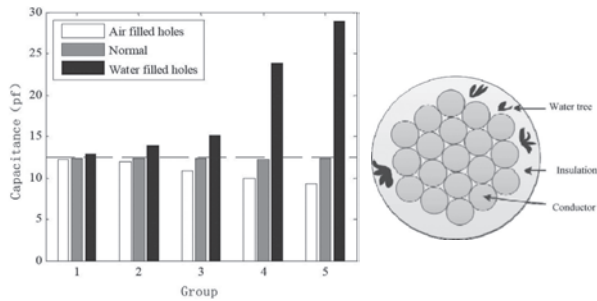 30
25
20
15
10
5
0
Capacitance (pf)
Air filled holes
Normal
Water filled holes
1 2 3 4 5
Group
Water tree
Insulation
Conductor